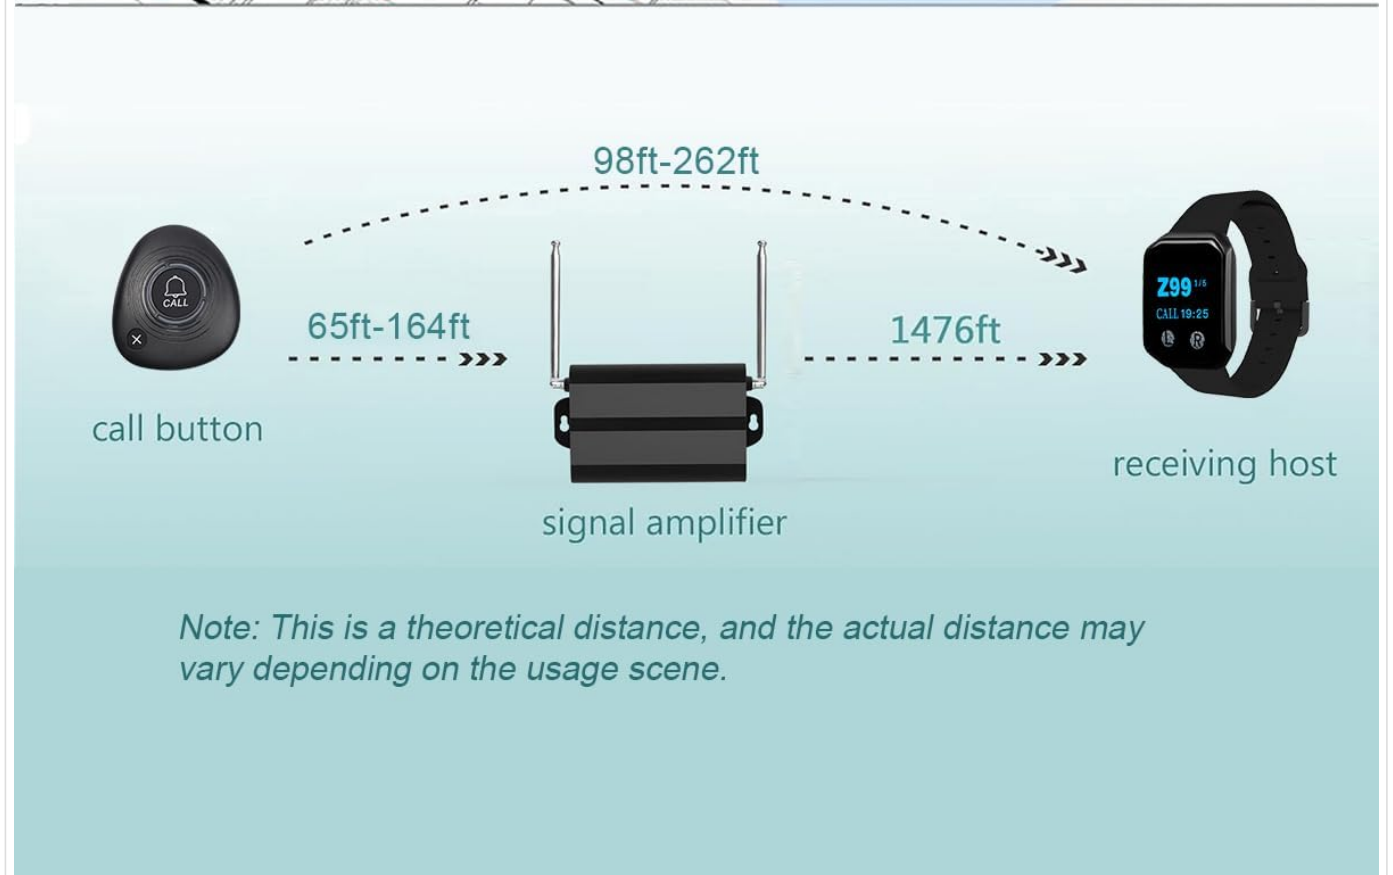 98ft-262ft
CALL
65ft-164ft
1476ft
Z99 1/5
CALL 19:25
call button
receiving host
signal amplifier
Note: This is a theoretical distance, and the actual distance may
vary depending on the usage scene.